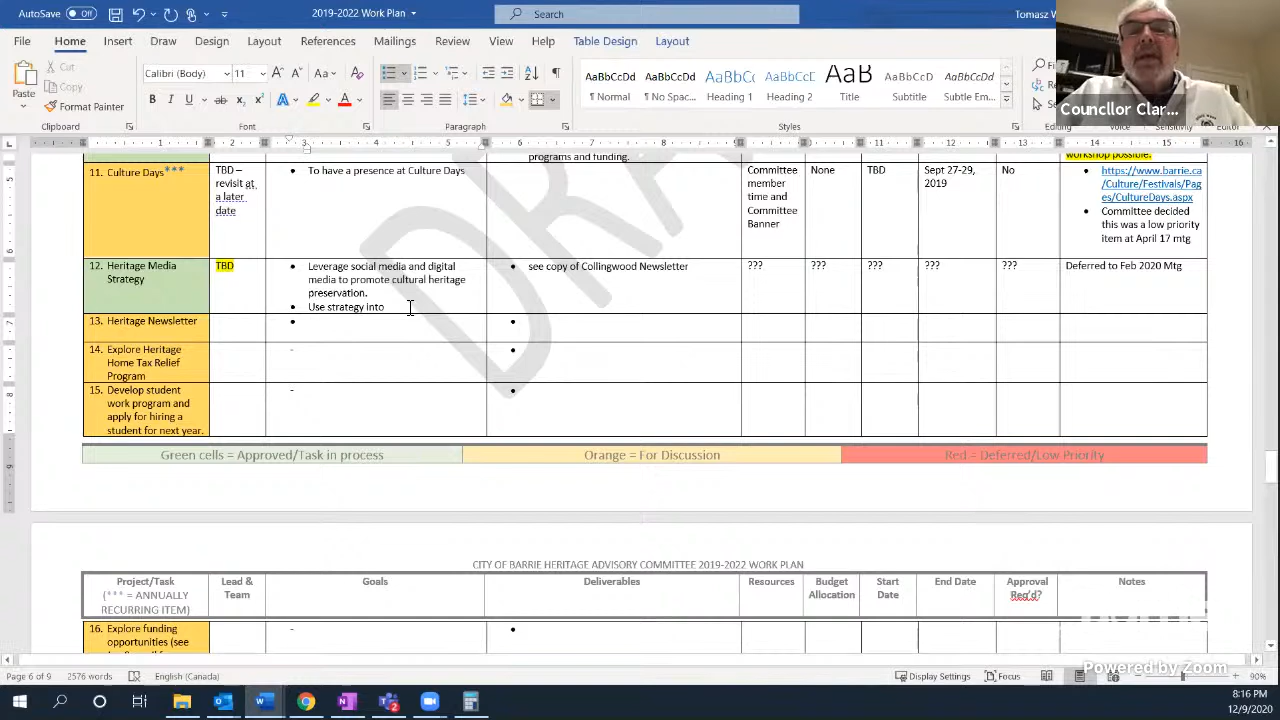 AutoSave Off 2019-2022 Work Plan Search Tomasz W
File Home Insert Draw Design Layout References Mailings Review View Help Table Design Layout
Paste Cut Copy Format Painter
Calibri (Body) 11
AaBbCcDd AaBbCcDd AaBbCc AaBbCcC AaB AaBbCcD AaBbCcDd
¶ Normal ¶ No Spac... Heading 1 Heading 2 Title Subtitle Subtle Em...
Clipboard Font Paragraph Styles Editing Voice Sensitivity Editor
Councllor Clar...
programs and funding.
workshop possible.
11. Culture Days***
TBD –
revisit at
a later
date
To have a presence at Culture Days
Committee
member
time and
Committee
Banner
None
TBD
Sept 27-29,
2019
No
https://www.barrie.ca
/Culture/Festivals/Pag
es/CultureDays.aspx
Committee decided
this was a low priority
item at April 17 mtg
12. Heritage Media
Strategy
TBD
Leverage social media and digital
media to promote cultural heritage
preservation.
Use strategy into
see copy of Collingwood Newsletter
??? ??? ??? ??? ???
Deferred to Feb 2020 Mtg
13. Heritage Newsletter
14. Explore Heritage
Home Tax Relief
Program
15. Develop student
work program and
apply for hiring a
student for next year.
Green cells = Approved/Task in process Orange = For Discussion Red = Deferred/Low Priority
CITY OF BARRIE HERITAGE ADVISORY COMMITTEE 2019-2022 WORK PLAN
Project/Task
(*** = ANNUALLY
RECURRING ITEM)
Lead &
Team
Goals
Deliverables
Resources
Budget
Allocation
Start
Date
End Date
Approval
Req'd?
Notes
16. Explore funding
opportunities (see
Powered by Zoom
Page 6 of 9 2576 words English (Canada) Display Settings Focus 90%
8:16 PM
12/9/2020